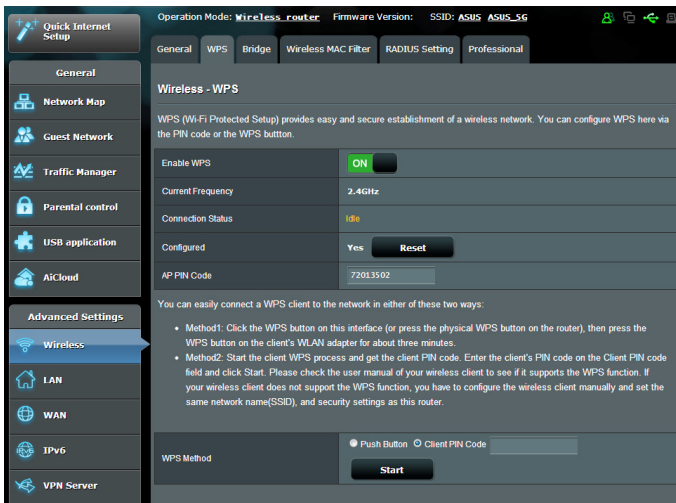 Quick Internet
Setup
Operation Mode: Wireless router Firmware Version: SSID: ASUS ASUS_5G
General WPS Bridge Wireless MAC Filter RADIUS Setting Professional
General
Network Map
Guest Network
Traffic Manager
Parental control
USB application
AiCloud
Advanced Settings
Wireless
LAN
WAN
IPv6
VPN Server
Wireless - WPS
WPS (Wi-Fi Protected Setup) provides easy and secure establishment of a wireless network. You can configure WPS here via
the PIN code or the WPS buttton.
Enable WPS ON
Current Frequency 2.4GHz
Connection Status Idle
Configured Yes Reset
AP PIN Code 72013502
You can easily connect a WPS client to the network in either of these two ways:
• Method1: Click the WPS button on this interface (or press the physical WPS button on the router), then press the
WPS button on the client's WLAN adapter for about three minutes.
• Method2: Start the client WPS process and get the client PIN code. Enter the client's PIN code on the Client PIN code
field and click Start. Please check the user manual of your wireless client to see if it supports the WPS function. If
your wireless client does not support the WPS function, you have to configure the wireless client manually and set the
same network name(SSID), and security settings as this router.
WPS Method Push Button Client PIN Code
Start